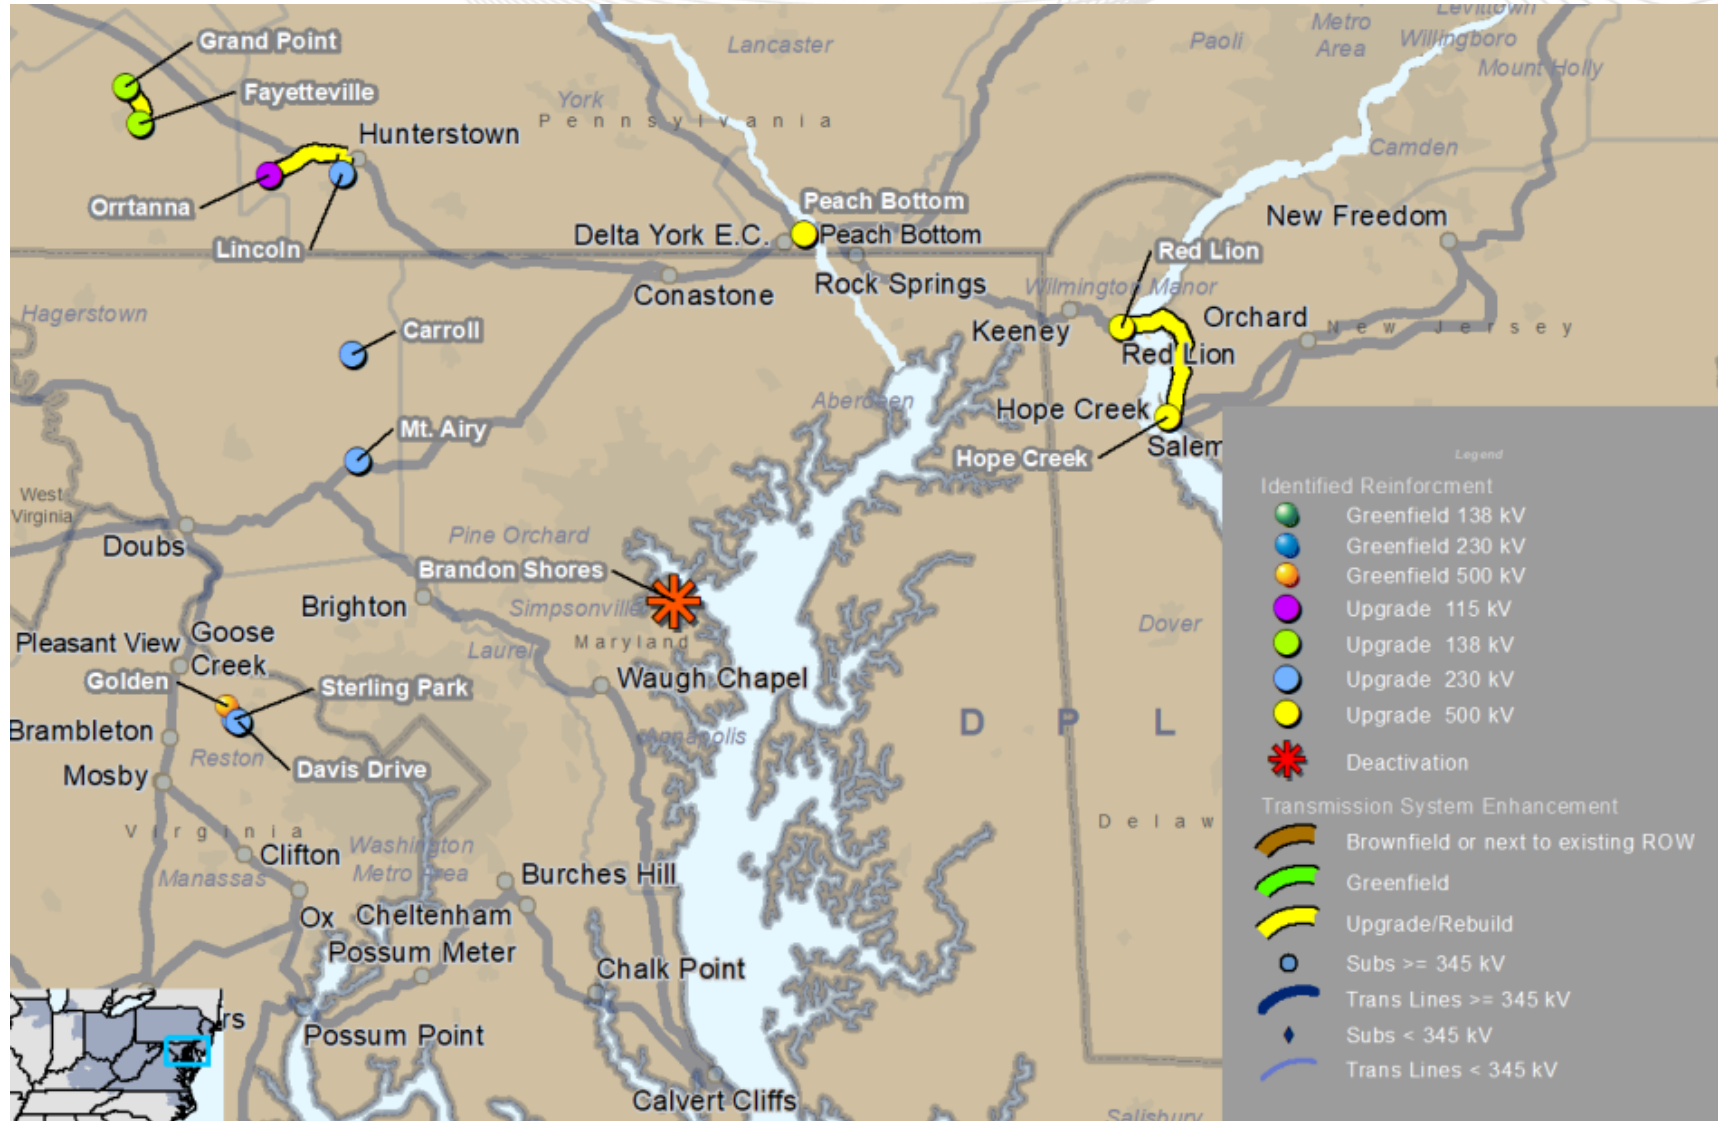 Levittown
Metro
Area
Willingboro
Lancaster
Paoli
Mount Holly
Grand Point
Fayetteville
York
Pennsylvania
Hunterstown
Camden
Orrtanna
Lincoln
Peach Bottom
Delta York E.C.
Peach Bottom
New Freedom
Red Lion
Conastone
Rock Springs
Wilmington Manor
Hagerstown
Keeney
Orchard
New Jersey
Carroll
Red Lion
Aberdeen
Hope Creek
Mt. Airy
Hope Creek
Salem
West
Virginia
Doubs
Pine Orchard
Brandon Shores
Brighton
Simpsonville
Maryland
Dover
Pleasant View
Goose
Creek
Laurel
Golden
Sterling Park
Waugh Chapel
Brambleton
Annapolis
DPL
Reston
Mosby
Davis Drive
Virginia
Delaw
Clifton
Washington
Metro Area
Manassas
Burches Hill
Ox
Cheltenham
Possum Meter
Chalk Point
rs
Possum Point
Calvert Cliffs
Salisbury
Legend
Identified Reinforcment
Greenfield 138 kV
Greenfield 230 kV
Greenfield 500 kV
Upgrade 115 kV
Upgrade 138 kV
Upgrade 230 kV
Upgrade 500 kV
Deactivation
Transmission System Enhancement
Brownfield or next to existing ROW
Greenfield
Upgrade/Rebuild
Subs >= 345 kV
Trans Lines >= 345 kV
Subs < 345 kV
Trans Lines < 345 kV